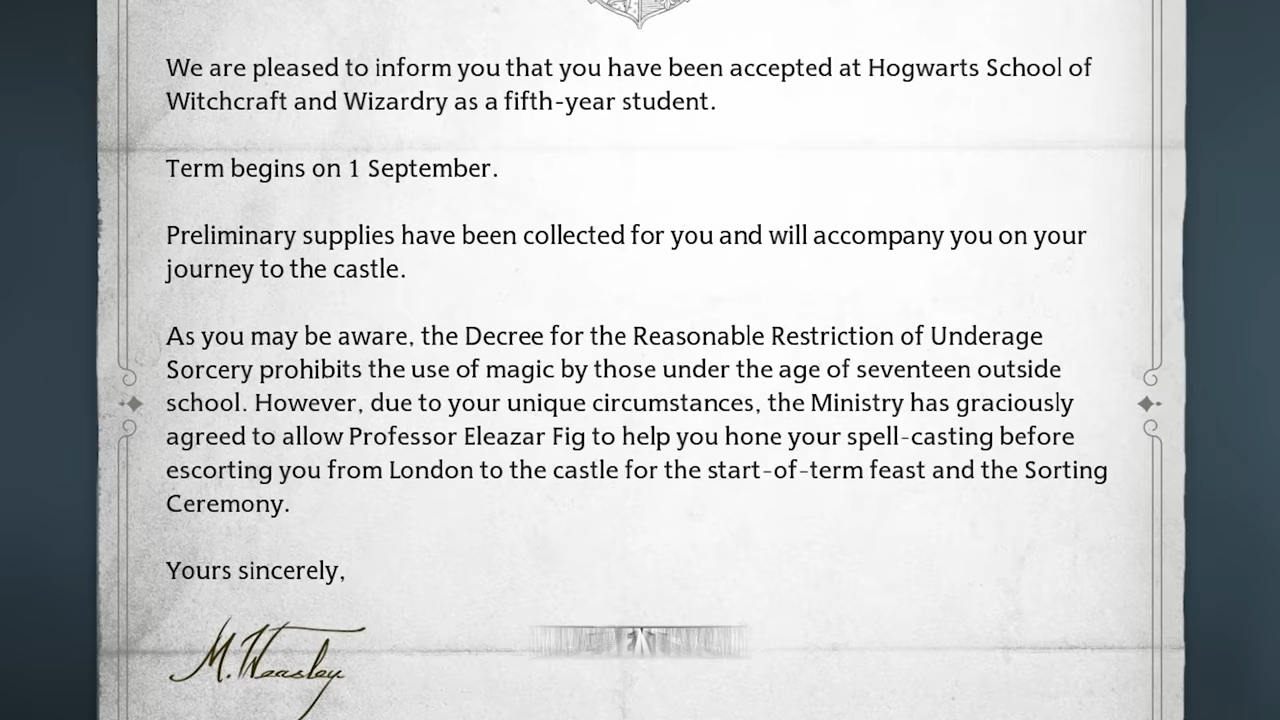 We are pleased to inform you that you have been accepted at Hogwarts School of
Witchcraft and Wizardry as a fifth-year student.
Term begins on 1 September.
Preliminary supplies have been collected for you and will accompany you on your
journey to the castle.
As you may be aware, the Decree for the Reasonable Restriction of Underage
Sorcery prohibits the use of magic by those under the age of seventeen outside
school. However, due to your unique circumstances, the Ministry has graciously
agreed to allow Professor Eleazar Fig to help you hone your spell-casting before
escorting you from London to the castle for the start-of-term feast and the Sorting
Ceremony.
Yours sincerely,
M. Weasley